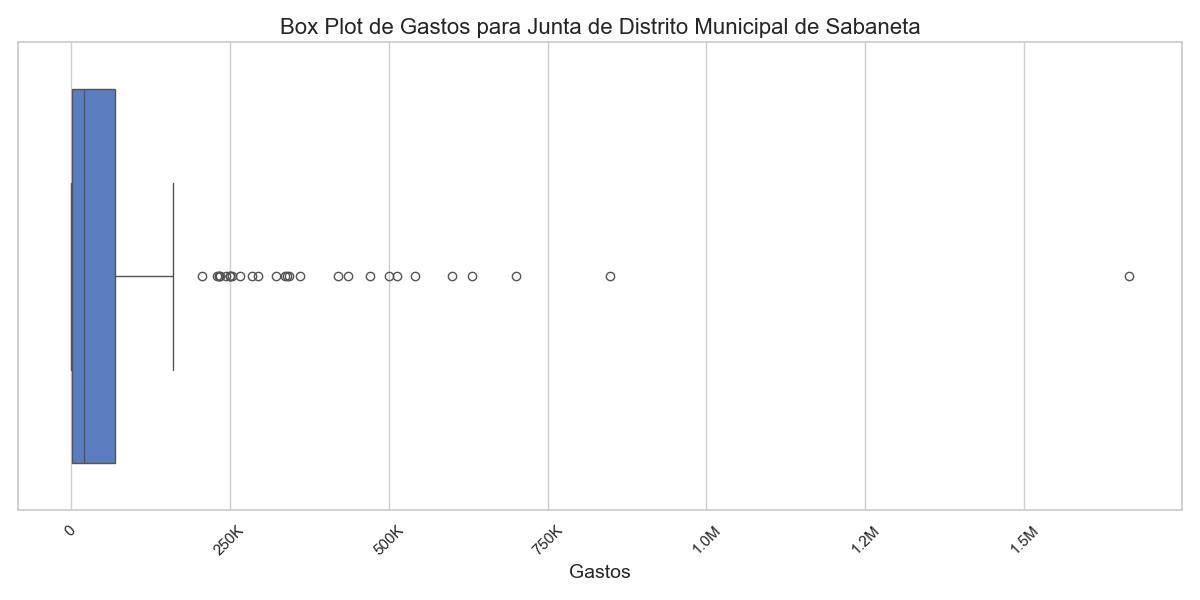 Box Plot de Gastos para Junta de Distrito Municipal de Sabaneta
0
250K
500K
750K
1.0M
1.2M
1.5M
Gastos